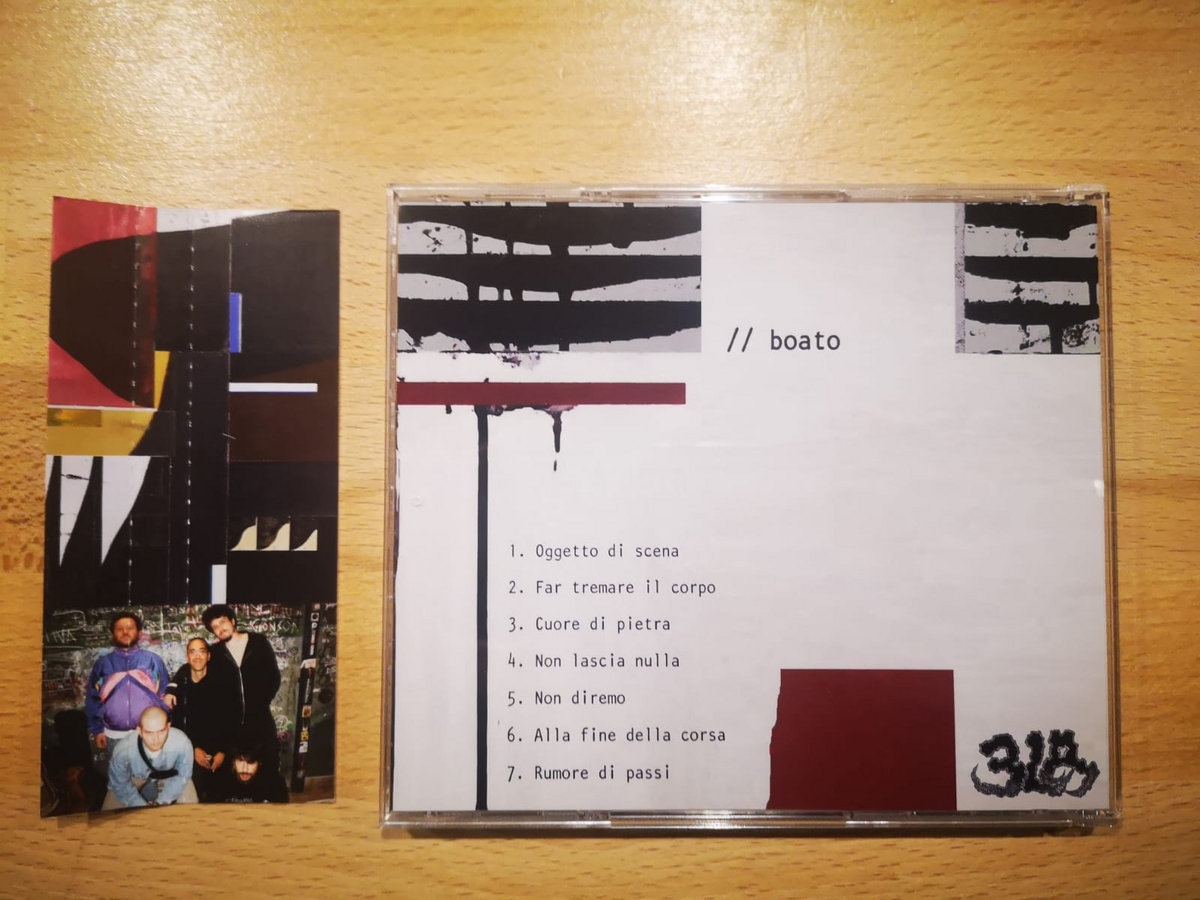 // boato
1. Oggetto di scena
2. Far tremare il corpo
3. Cuore di pietra
4. Non lascia nulla
5. Non diremo
6. Alla fine della corsa
7. Rumore di passi